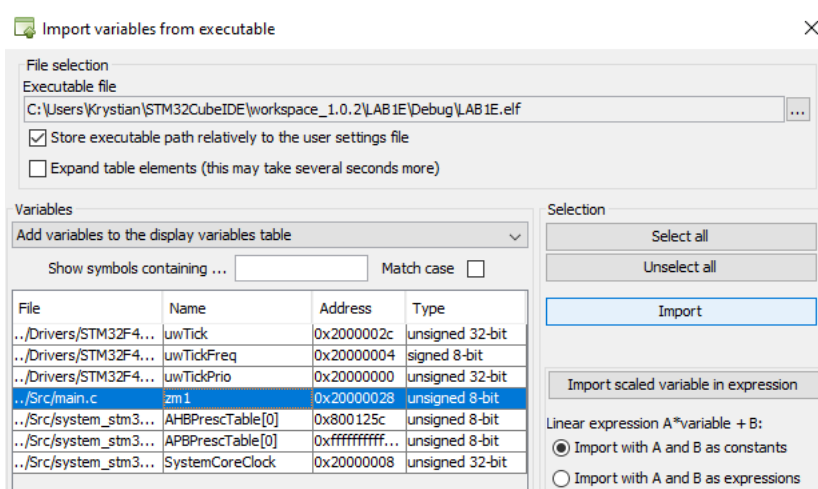 Import variables from executable
File selection
Executable file
C:\Users\Krystian\STM32CubeIDE\workspace_1.0.2\LAB1E\Debug\LAB1E.elf
...
Store executable path relatively to the user settings file
Expand table elements (this may take several seconds more)
Variables
Add variables to the display variables table
Show symbols containing ... Match case
File Name Address Type
../Drivers/STM32F4... uwTick 0x2000002c unsigned 32-bit
../Drivers/STM32F4... uwTickFreq 0x20000004 signed 8-bit
../Drivers/STM32F4... uwTickPrio 0x20000000 unsigned 32-bit
../Src/main.c zm1 0x20000028 unsigned 8-bit
../Src/system_stm3... AHBPrescTable[0] 0x800125c unsigned 8-bit
../Src/system_stm3... APBPrescTable[0] 0xffffffffff... unsigned 8-bit
../Src/system_stm3... SystemCoreClock 0x20000008 unsigned 32-bit
Selection
Select all
Unselect all
Import
Import scaled variable in expression
Linear expression A*variable + B:
Import with A and B as constants
Import with A and B as expressions